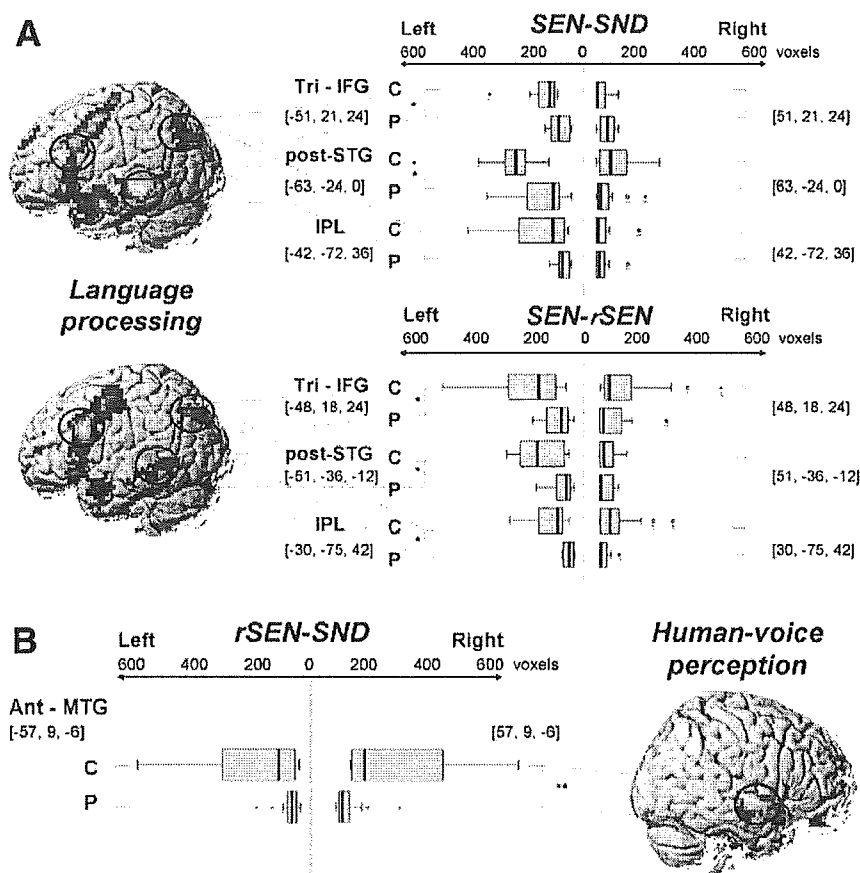 A
Left SEN-SND Right
600 400 200 0 200 400 600 voxels
Tri - IFG C
*
[-51, 21, 24] P [51, 21, 24]
post-STG C
*
*
[-63, -24, 0] P [63, -24, 0]
IPL C
[-42, -72, 36] P [42, -72, 36]
Language
processing
Left SEN-rSEN Right
600 400 200 0 200 400 600 voxels
Tri - IFG C
*
[-48, 18, 24] P [48, 18, 24]
post-STG C
*
[-51, -36, -12] P [51, -36, -12]
IPL C
*
[-30, -75, 42] P [30, -75, 42]
B
Left rSEN-SND Right
600 400 200 0 200 400 600 voxels
Human-voice
perception
Ant - MTG
[-57, 9, -6] [57, 9, -6]
C
**
P